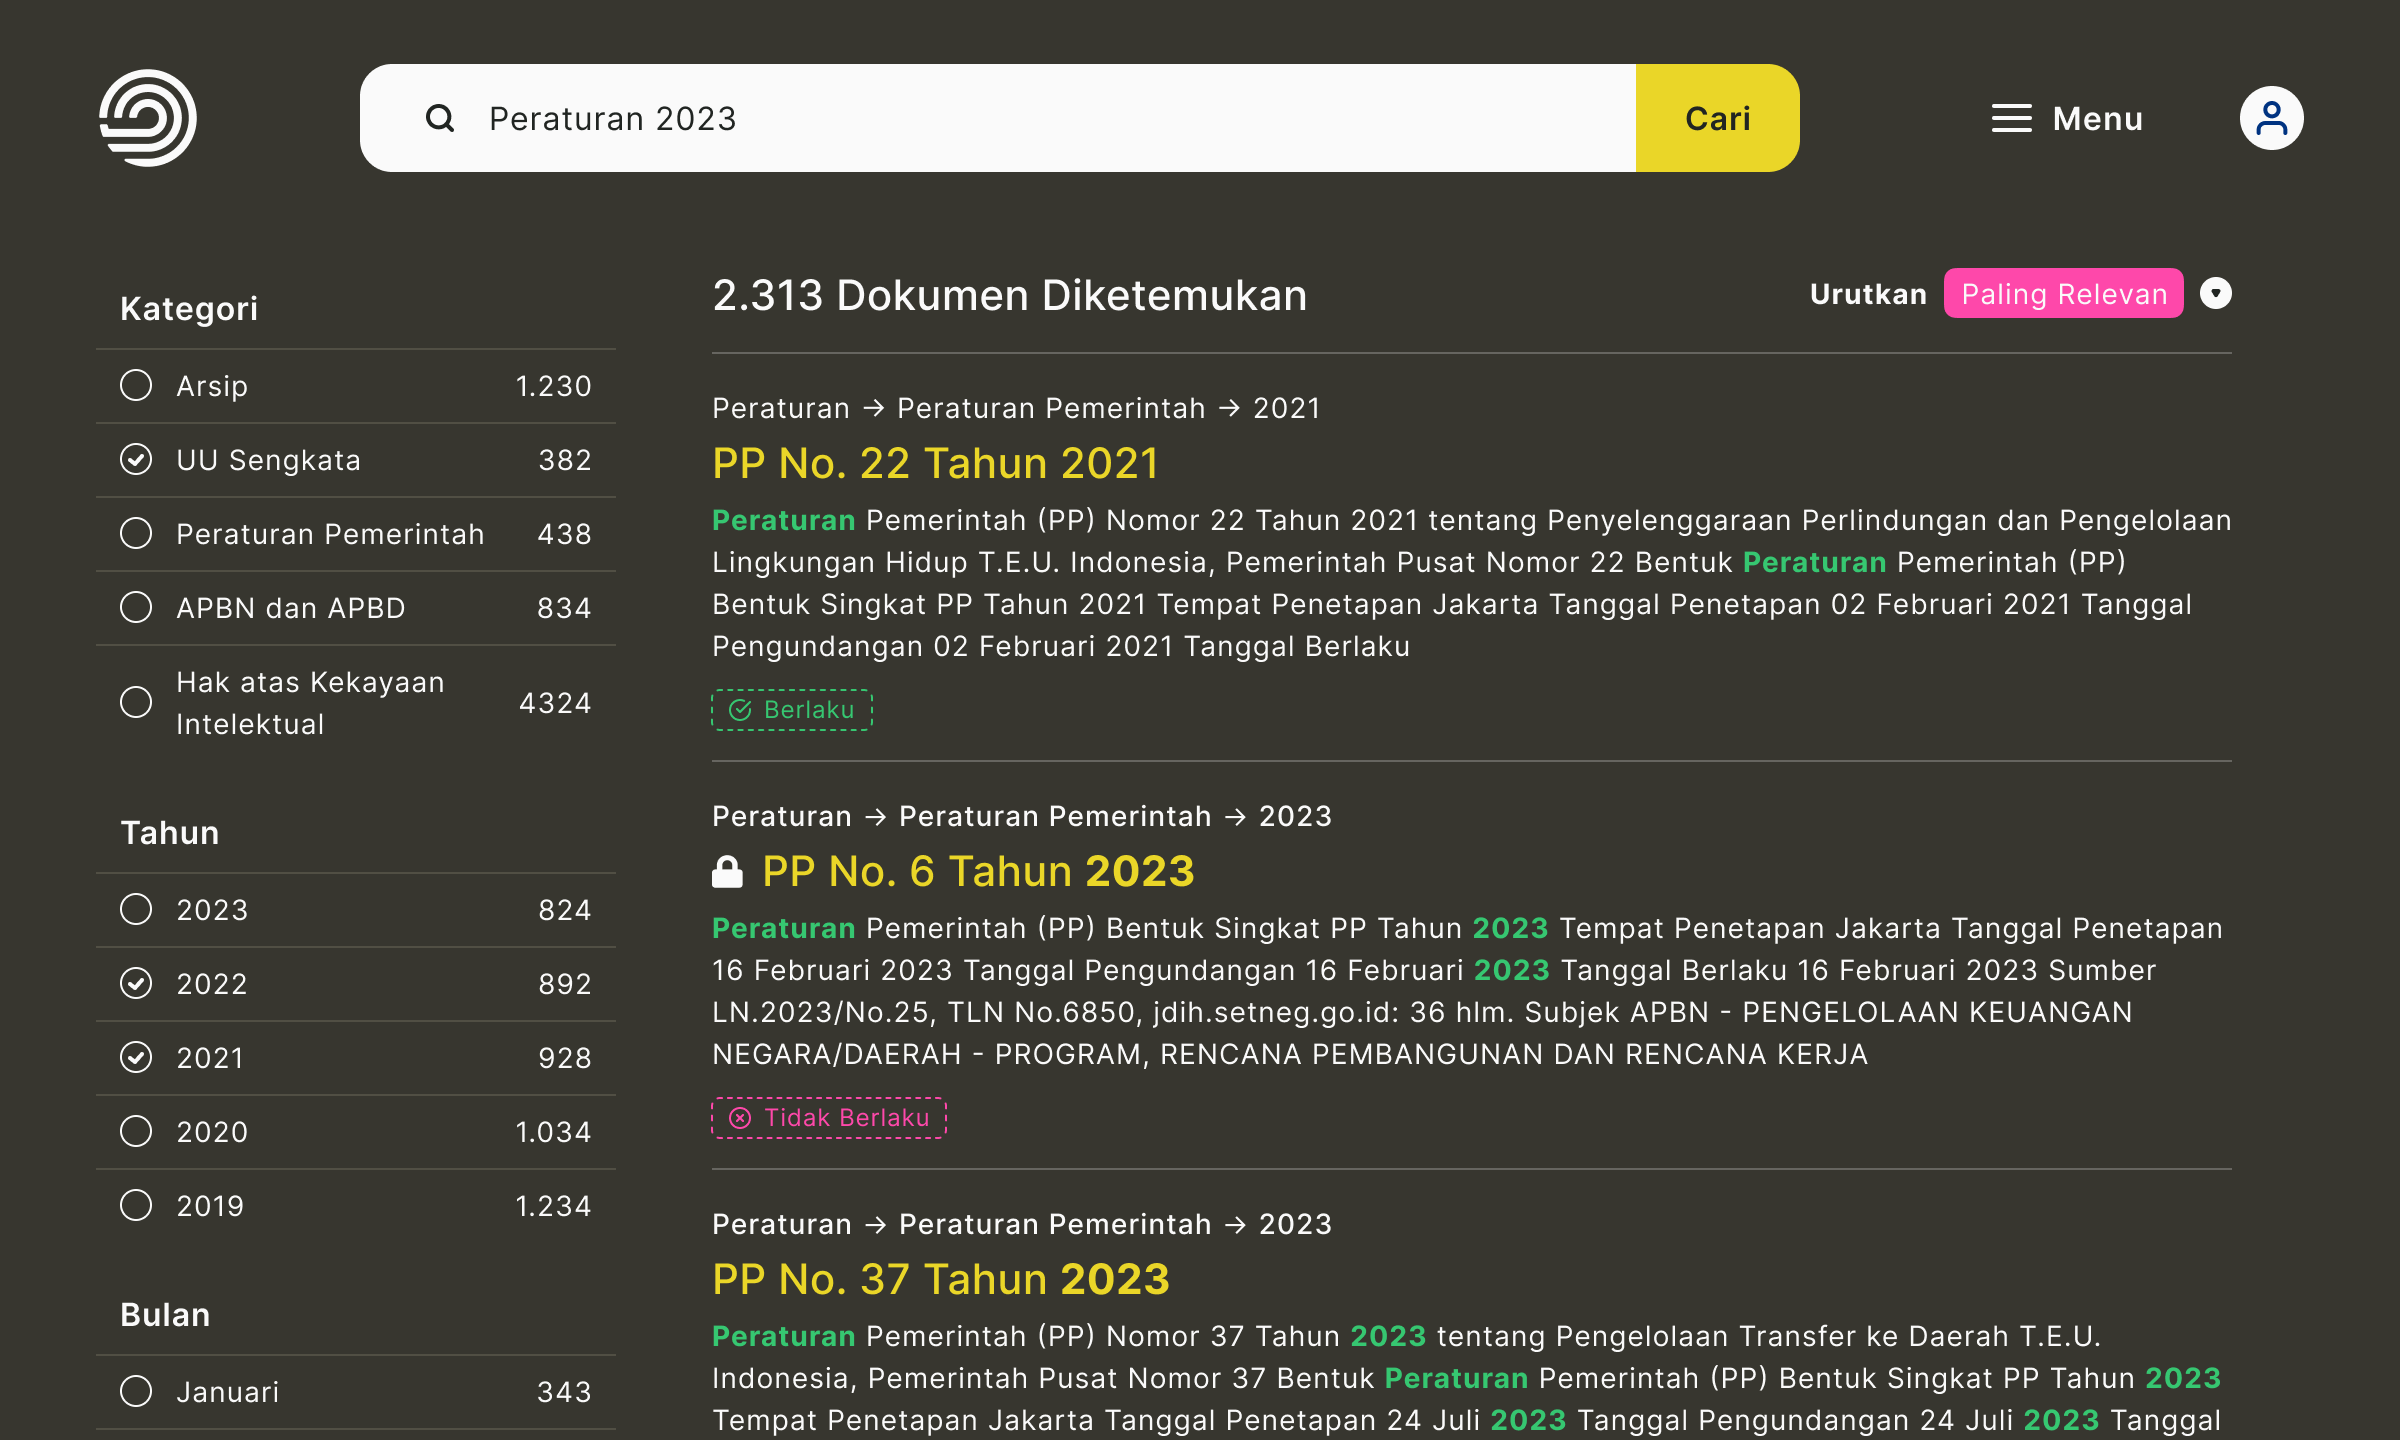 Peraturan 2023
Cari
Menu
Kategori
Arsip 1.230
UU Sengkata 382
Peraturan Pemerintah 438
APBN dan APBD 834
Hak atas Kekayaan
Intelektual 4324
Tahun
2023 824
2022 892
2021 928
2020 1.034
2019 1.234
Bulan
Januari 343
2.313 Dokumen Diketemukan
Urutkan Paling Relevan
Peraturan → Peraturan Pemerintah → 2021
PP No. 22 Tahun 2021
Peraturan Pemerintah (PP) Nomor 22 Tahun 2021 tentang Penyelenggaraan Perlindungan dan Pengelolaan
Lingkungan Hidup T.E.U. Indonesia, Pemerintah Pusat Nomor 22 Bentuk Peraturan Pemerintah (PP)
Bentuk Singkat PP Tahun 2021 Tempat Penetapan Jakarta Tanggal Penetapan 02 Februari 2021 Tanggal
Pengundangan 02 Februari 2021 Tanggal Berlaku
Berlaku
Peraturan → Peraturan Pemerintah → 2023
PP No. 6 Tahun 2023
Peraturan Pemerintah (PP) Bentuk Singkat PP Tahun 2023 Tempat Penetapan Jakarta Tanggal Penetapan
16 Februari 2023 Tanggal Pengundangan 16 Februari 2023 Tanggal Berlaku 16 Februari 2023 Sumber
LN.2023/No.25, TLN No.6850, jdih.setneg.go.id: 36 hlm. Subjek APBN - PENGELOLAAN KEUANGAN
NEGARA/DAERAH - PROGRAM, RENCANA PEMBANGUNAN DAN RENCANA KERJA
Tidak Berlaku
Peraturan → Peraturan Pemerintah → 2023
PP No. 37 Tahun 2023
Peraturan Pemerintah (PP) Nomor 37 Tahun 2023 tentang Pengelolaan Transfer ke Daerah T.E.U.
Indonesia, Pemerintah Pusat Nomor 37 Bentuk Peraturan Pemerintah (PP) Bentuk Singkat PP Tahun 2023
Tempat Penetapan Jakarta Tanggal Penetapan 24 Juli 2023 Tanggal Pengundangan 24 Juli 2023 Tanggal